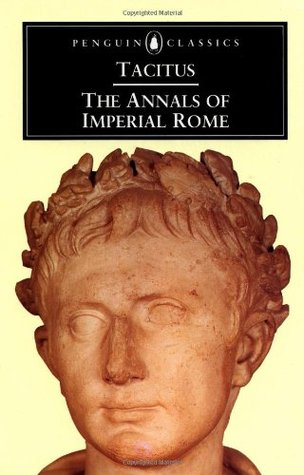 PENGUIN CLASSICS
TACITUS
THE ANNALS OF
IMPERIAL ROME